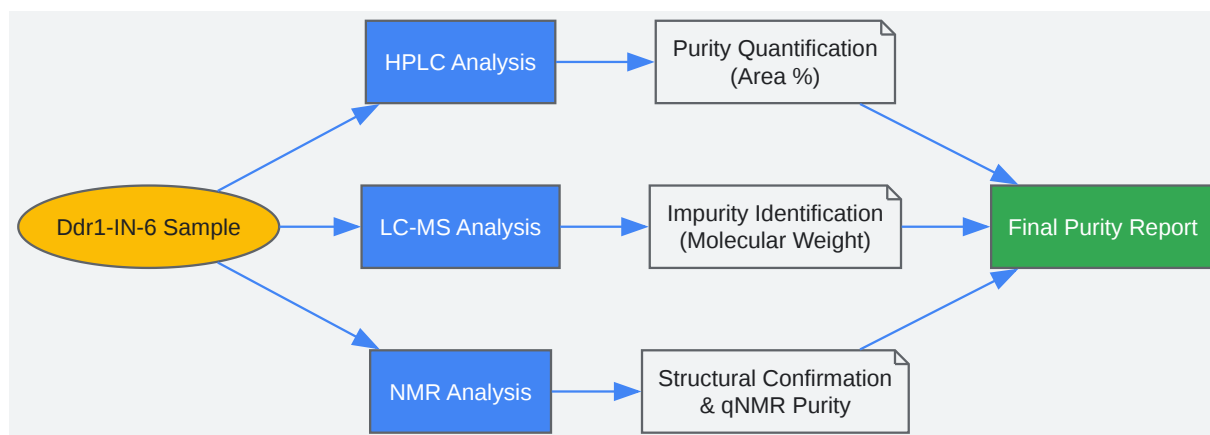 HPLC Analysis
Purity Quantification
(Area %)
Ddr1-IN-6 Sample
LC-MS Analysis
Impurity Identification
(Molecular Weight)
Final Purity Report
NMR Analysis
Structural Confirmation
& qNMR Purity